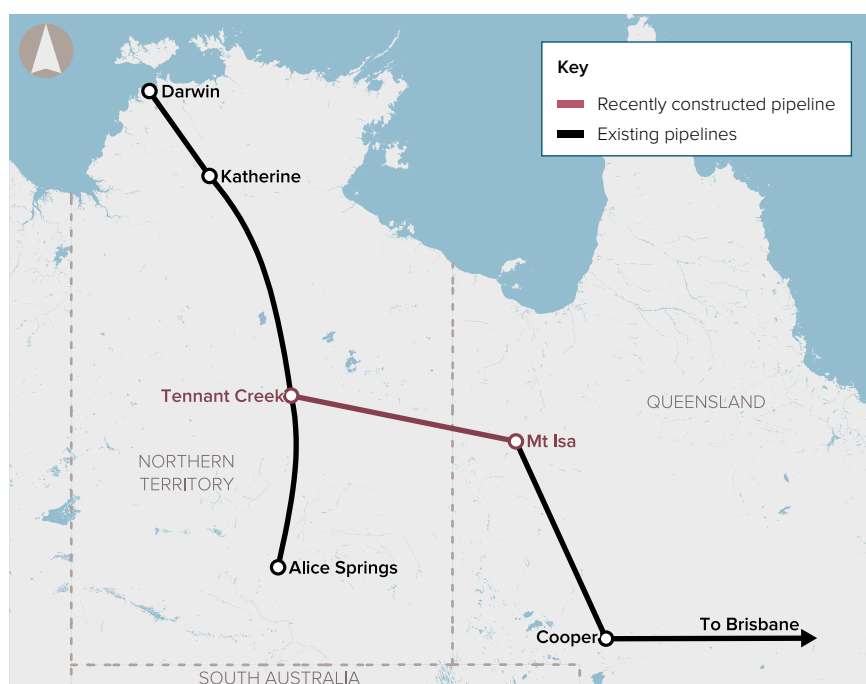 Key
Recently constructed pipeline
Existing pipelines
Darwin
Katherine
Tennant Creek
Mt Isa
QUEENSLAND
NORTHERN
TERRITORY
Alice Springs
To Brisbane
Cooper
SOUTH AUSTRALIA